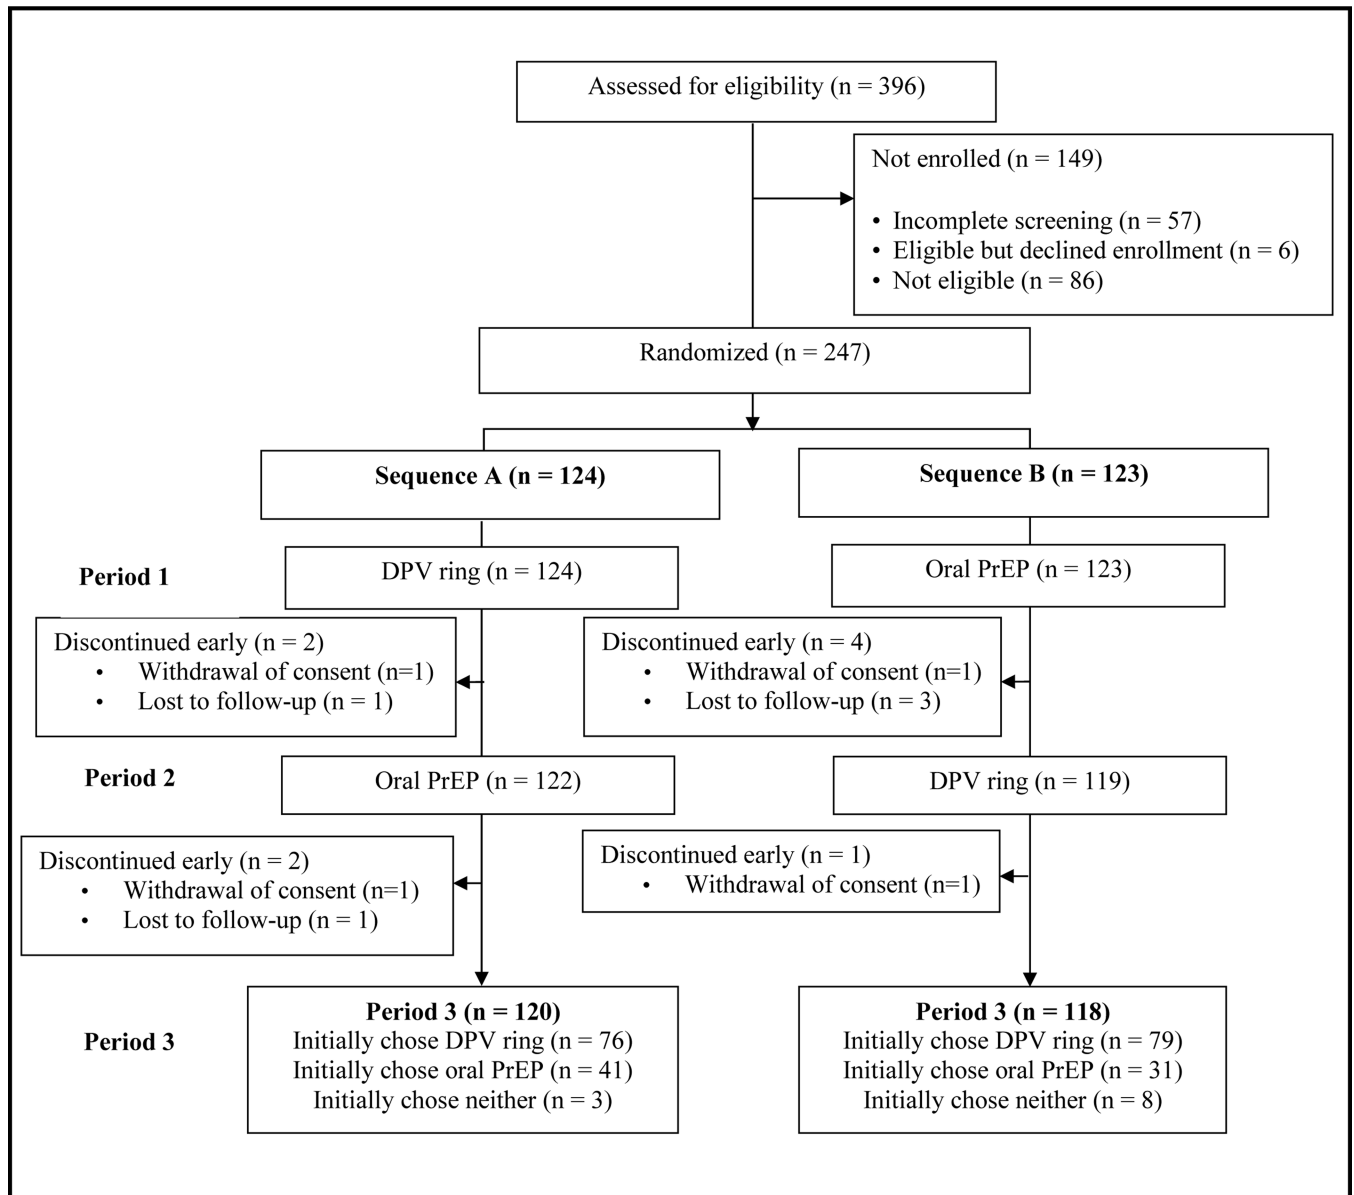 Assessed for eligibility (n = 396)
Not enrolled (n = 149)
• Incomplete screening (n = 57)
• Eligible but declined enrollment (n = 6)
• Not eligible (n = 86)
Randomized (n = 247)
Sequence A (n = 124)
Sequence B (n = 123)
Period 1
DPV ring (n = 124)
Oral PrEP (n = 123)
Discontinued early (n = 2)
• Withdrawal of consent (n=1)
• Lost to follow-up (n = 1)
Discontinued early (n = 4)
• Withdrawal of consent (n=1)
• Lost to follow-up (n = 3)
Period 2
Oral PrEP (n = 122)
DPV ring (n = 119)
Discontinued early (n = 2)
• Withdrawal of consent (n=1)
• Lost to follow-up (n = 1)
Discontinued early (n = 1)
• Withdrawal of consent (n=1)
Period 3
Period 3 (n = 120)
Initially chose DPV ring (n = 76)
Initially chose oral PrEP (n = 41)
Initially chose neither (n = 3)
Period 3 (n = 118)
Initially chose DPV ring (n = 79)
Initially chose oral PrEP (n = 31)
Initially chose neither (n = 8)